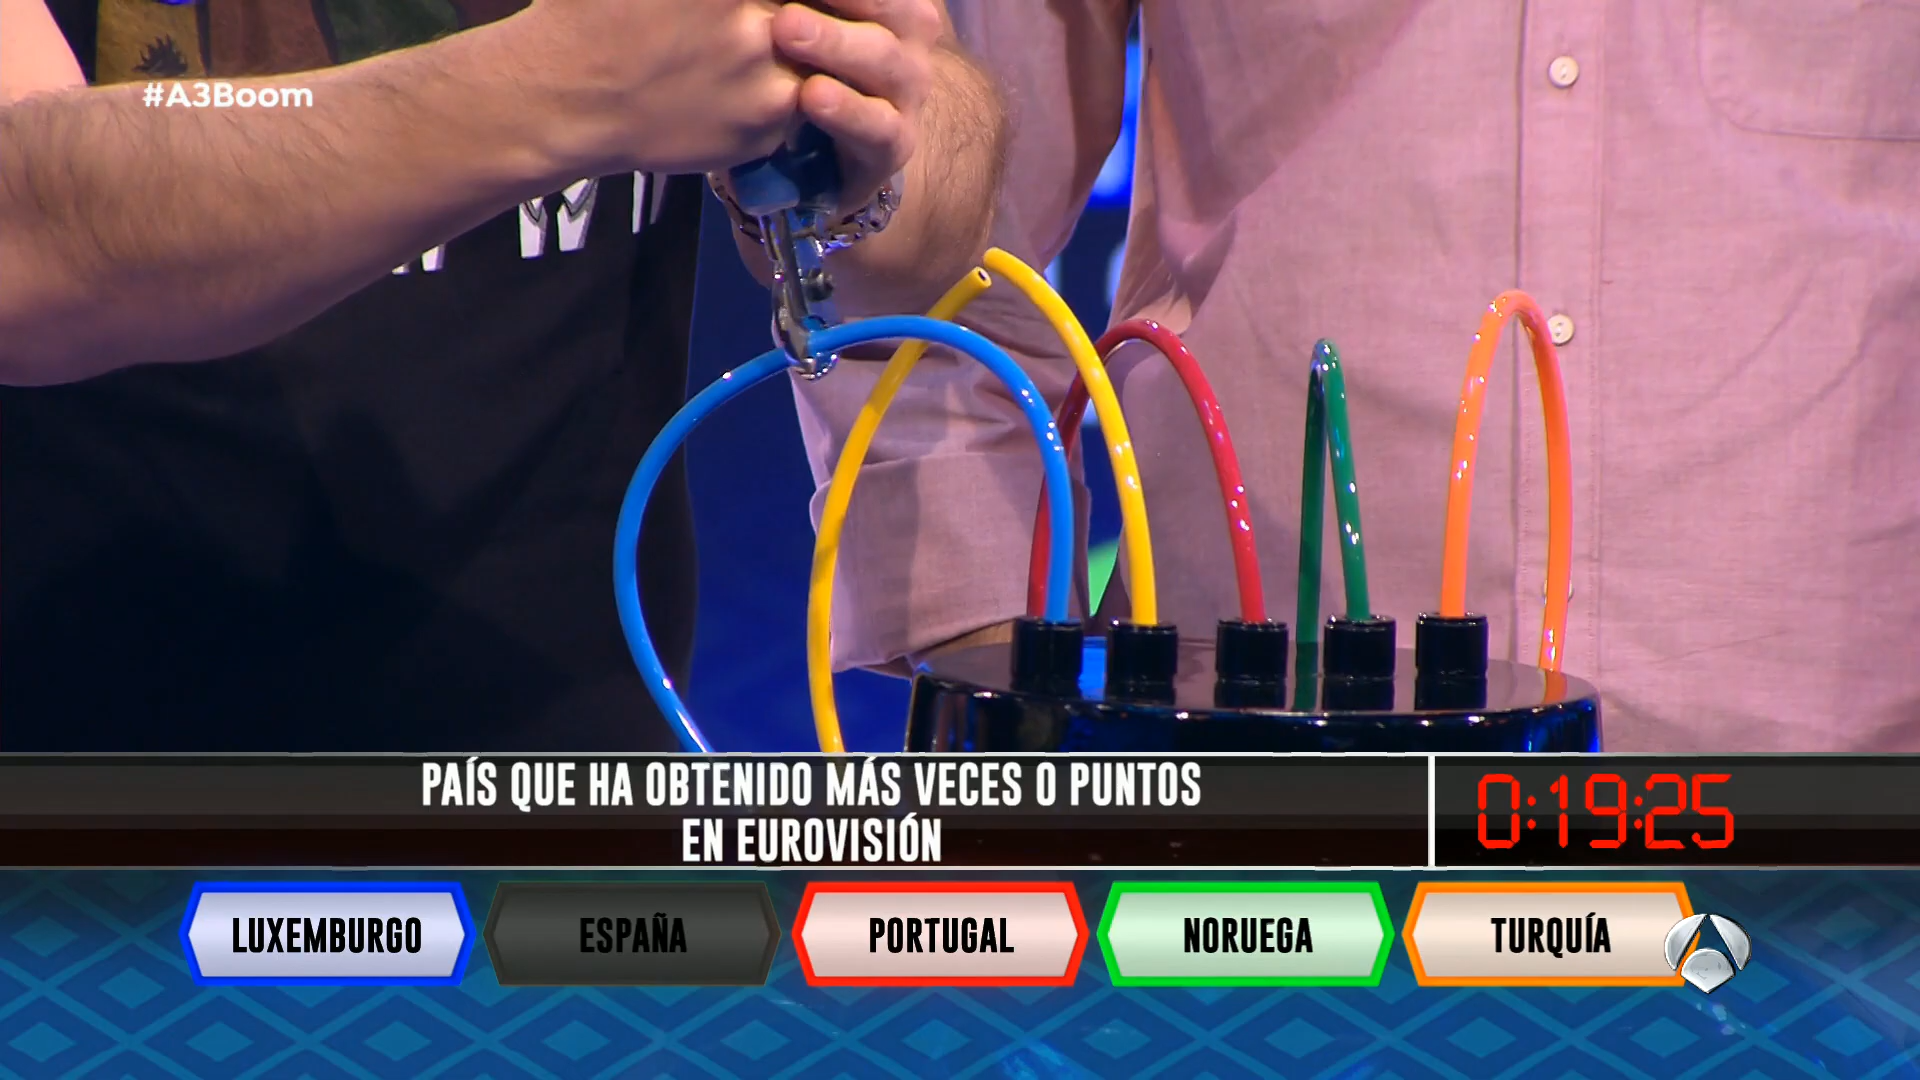 #A3Boom
PAÍS QUE HA OBTENIDO MÁS VECES 0 PUNTOS
EN EUROVISIÓN
0:19:25
LUXEMBURGO
ESPAÑA
PORTUGAL
NORUEGA
TURQUÍA